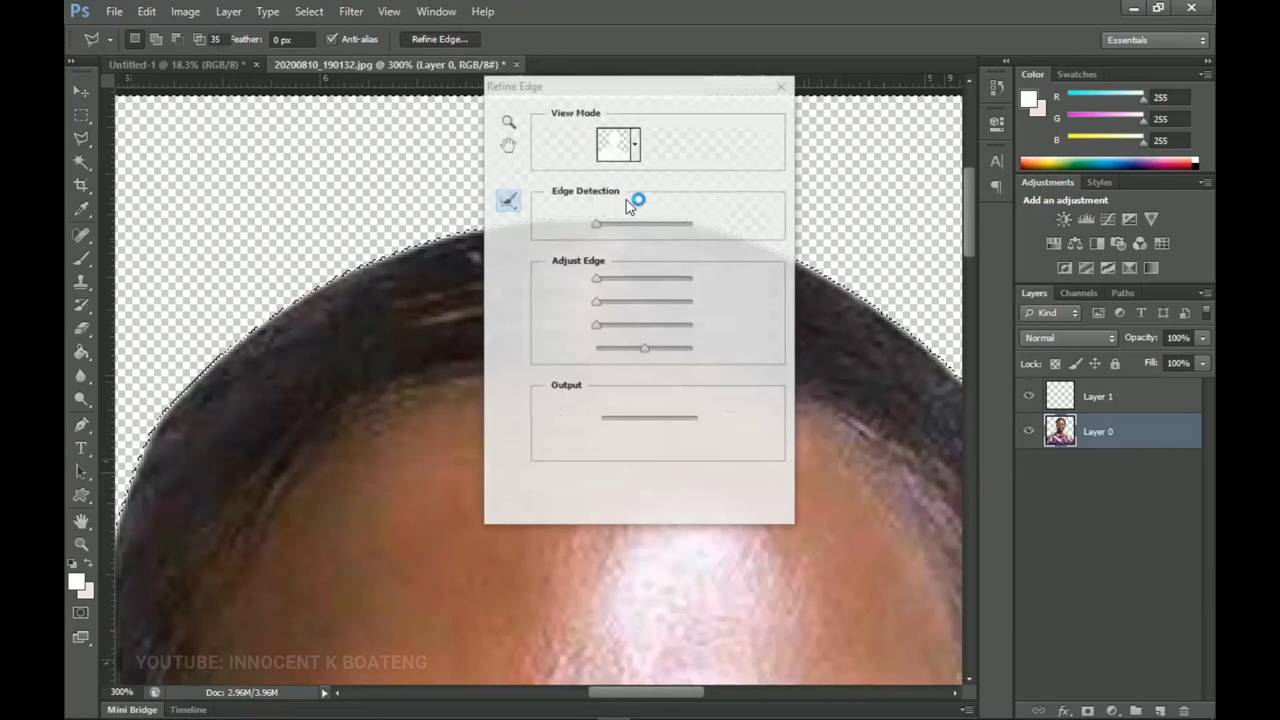 Ps File Edit Image Layer Type Select Filter View Window Help
35 Feather: 0 px Anti-alias Refine Edge... Essentials
Untitled-1 @ 18.3% (RGB/8) * × 20200810_190132.jpg @ 300% (Layer 0, RGB/8#) * ×
Refine Edge
View Mode
Edge Detection
Adjust Edge
Output
Color Swatches
R 255
G 255
B 255
Adjustments Styles
Add an adjustment
Layers Channels Paths
Kind
Normal Opacity: 100%
Lock: Fill: 100%
Layer 1
Layer 0
YOUTUBE: INNOCENT K BOATENG
300% Doc: 2.96M/3.96M
Mini Bridge Timeline